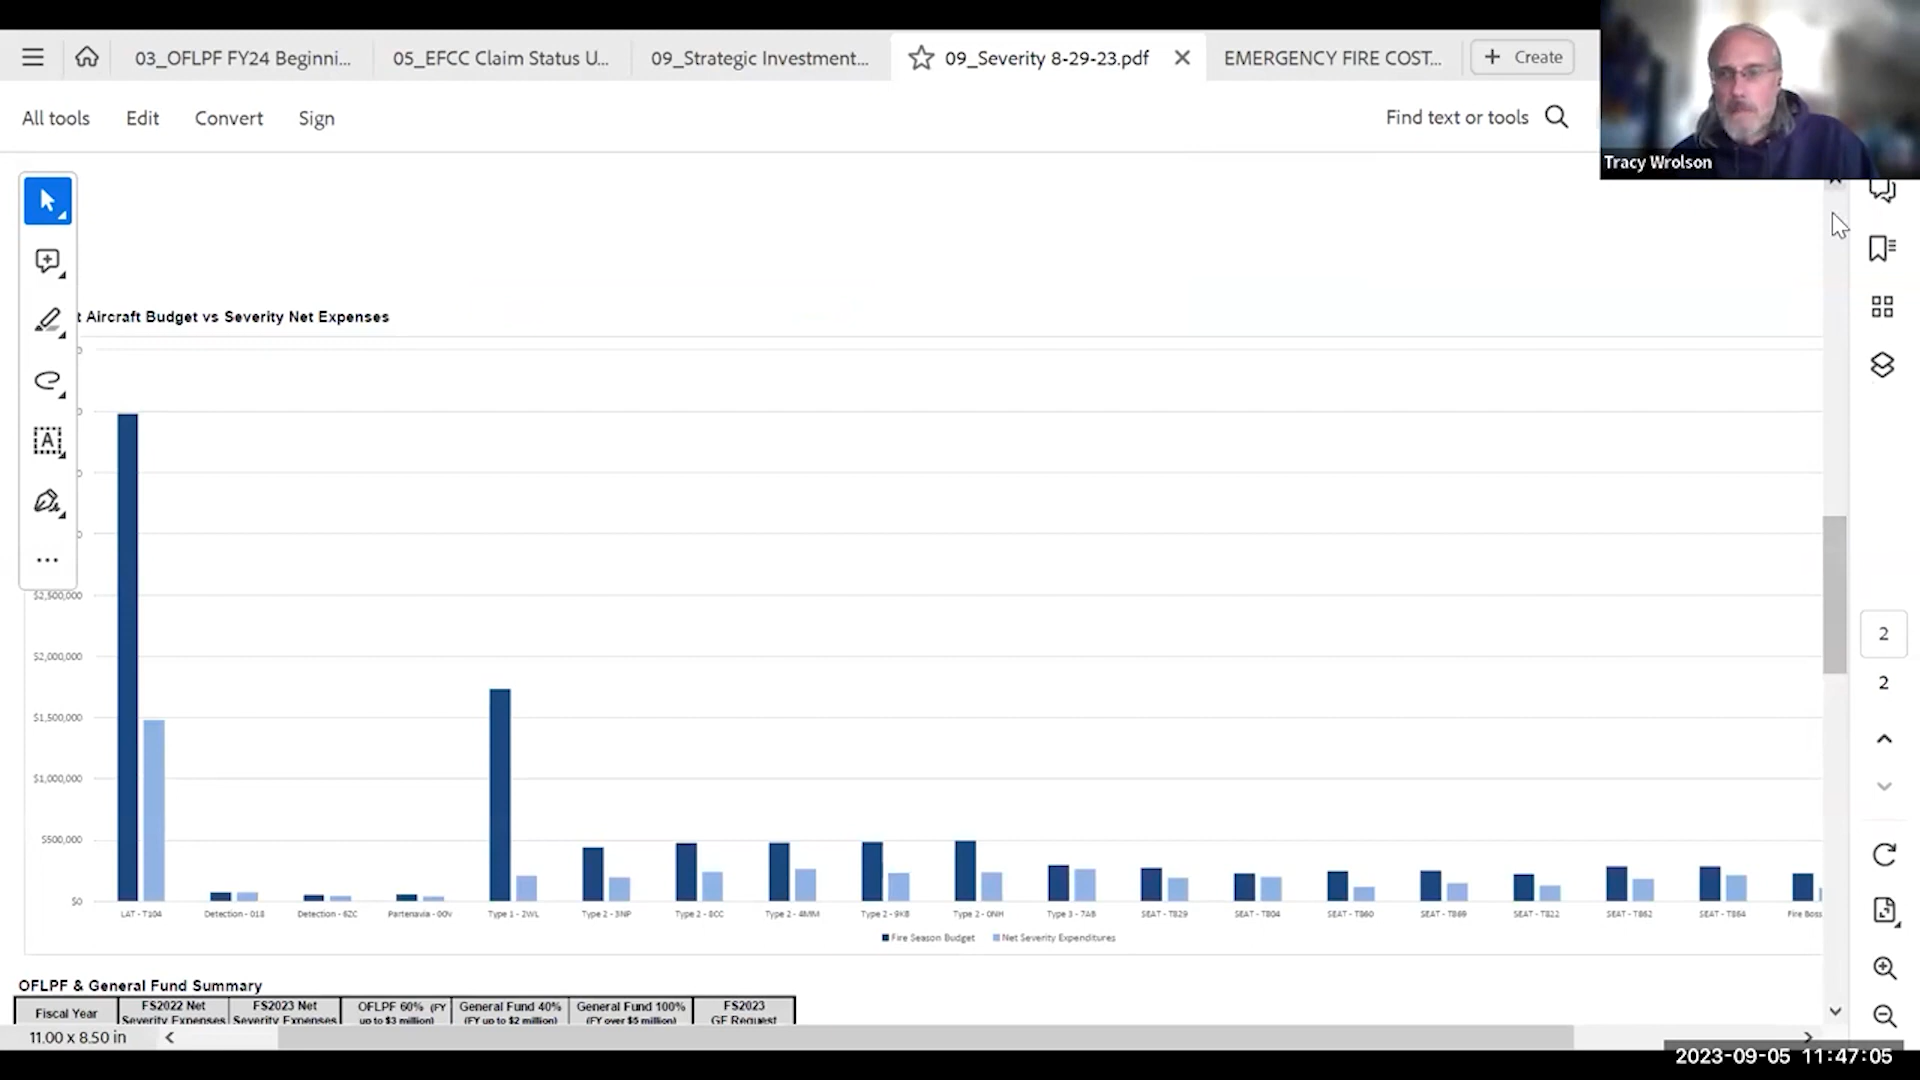 03_OFLPF FY24 Beginni...
05_EFCC Claim Status U...
09_Strategic Investment...
09_Severity 8-29-23.pdf
EMERGENCY FIRE COST...
Create
All tools
Edit
Convert
Sign
Find text or tools
Tracy Wrolson
t Aircraft Budget vs Severity Net Expenses
$2,500,000
$2,000,000
$1,500,000
$1,000,000
$500,000
$0
LAT - T104
Detection - 018
Detection - 6ZC
Partenavia - 00V
Type 1 - 2WL
Type 2 - 3NP
Type 2 - 8CC
Type 2 - 4MM
Type 2 - 9KB
Type 2 - 0NH
Type 3 - 7AB
SEAT - T829
SEAT - T804
SEAT - T860
SEAT - T869
SEAT - T822
SEAT - T862
SEAT - T864
Fire Boss
Fire Season Budget
Net Severity Expenditures
2
2
OFLPF & General Fund Summary
Fiscal Year
FS2022 Net
Severity Expenses
FS2023 Net
Severity Expenses
OFLPF 60% (FY
up to $3 million)
General Fund 40%
(FY up to $2 million)
General Fund 100%
(FY over $5 million)
FS2023
GF Request
11.00 x 8.50 in
2023-09-05 11:47:05